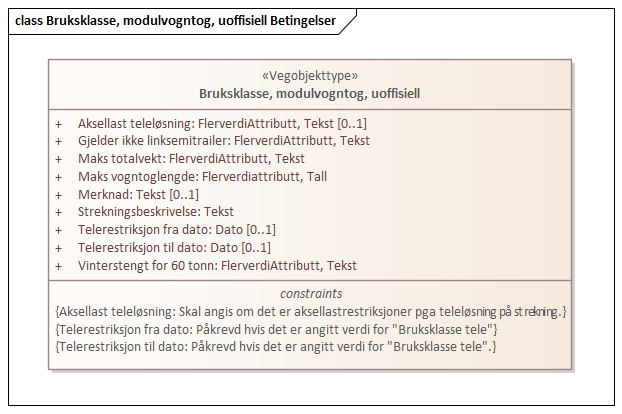 class Bruksklasse, modulvogntog, uoffisiell Betingelser
«Vegobjekttype»
Bruksklasse, modulvogntog, uoffisiell
+ Aksellast teleløsning: FlerverdiAttributt, Tekst [0..1]
+ Gjelder ikke linksemitrailer: FlerverdiAttributt, Tekst
+ Maks totalvekt: FlerverdiAttributt, Tekst
+ Maks vogntoglengde: Flerverdiattributt, Tall
+ Merknad: Tekst [0..1]
+ Strekningsbeskrivelse: Tekst
+ Telerestriksjon fra dato: Dato [0..1]
+ Telerestriksjon til dato: Dato [0..1]
+ Vinterstengt for 60 tonn: FlerverdiAttributt, Tekst
constraints
{Aksellast teleløsning: Skal angis om det er aksellastrestriksjoner pga teleløsning på strekning.}
{Telerestriksjon fra dato: Påkrevd hvis det er angitt verdi for "Bruksklasse tele"}
{Telerestriksjon til dato: Påkrevd hvis det er angitt verdi for "Bruksklasse tele".}